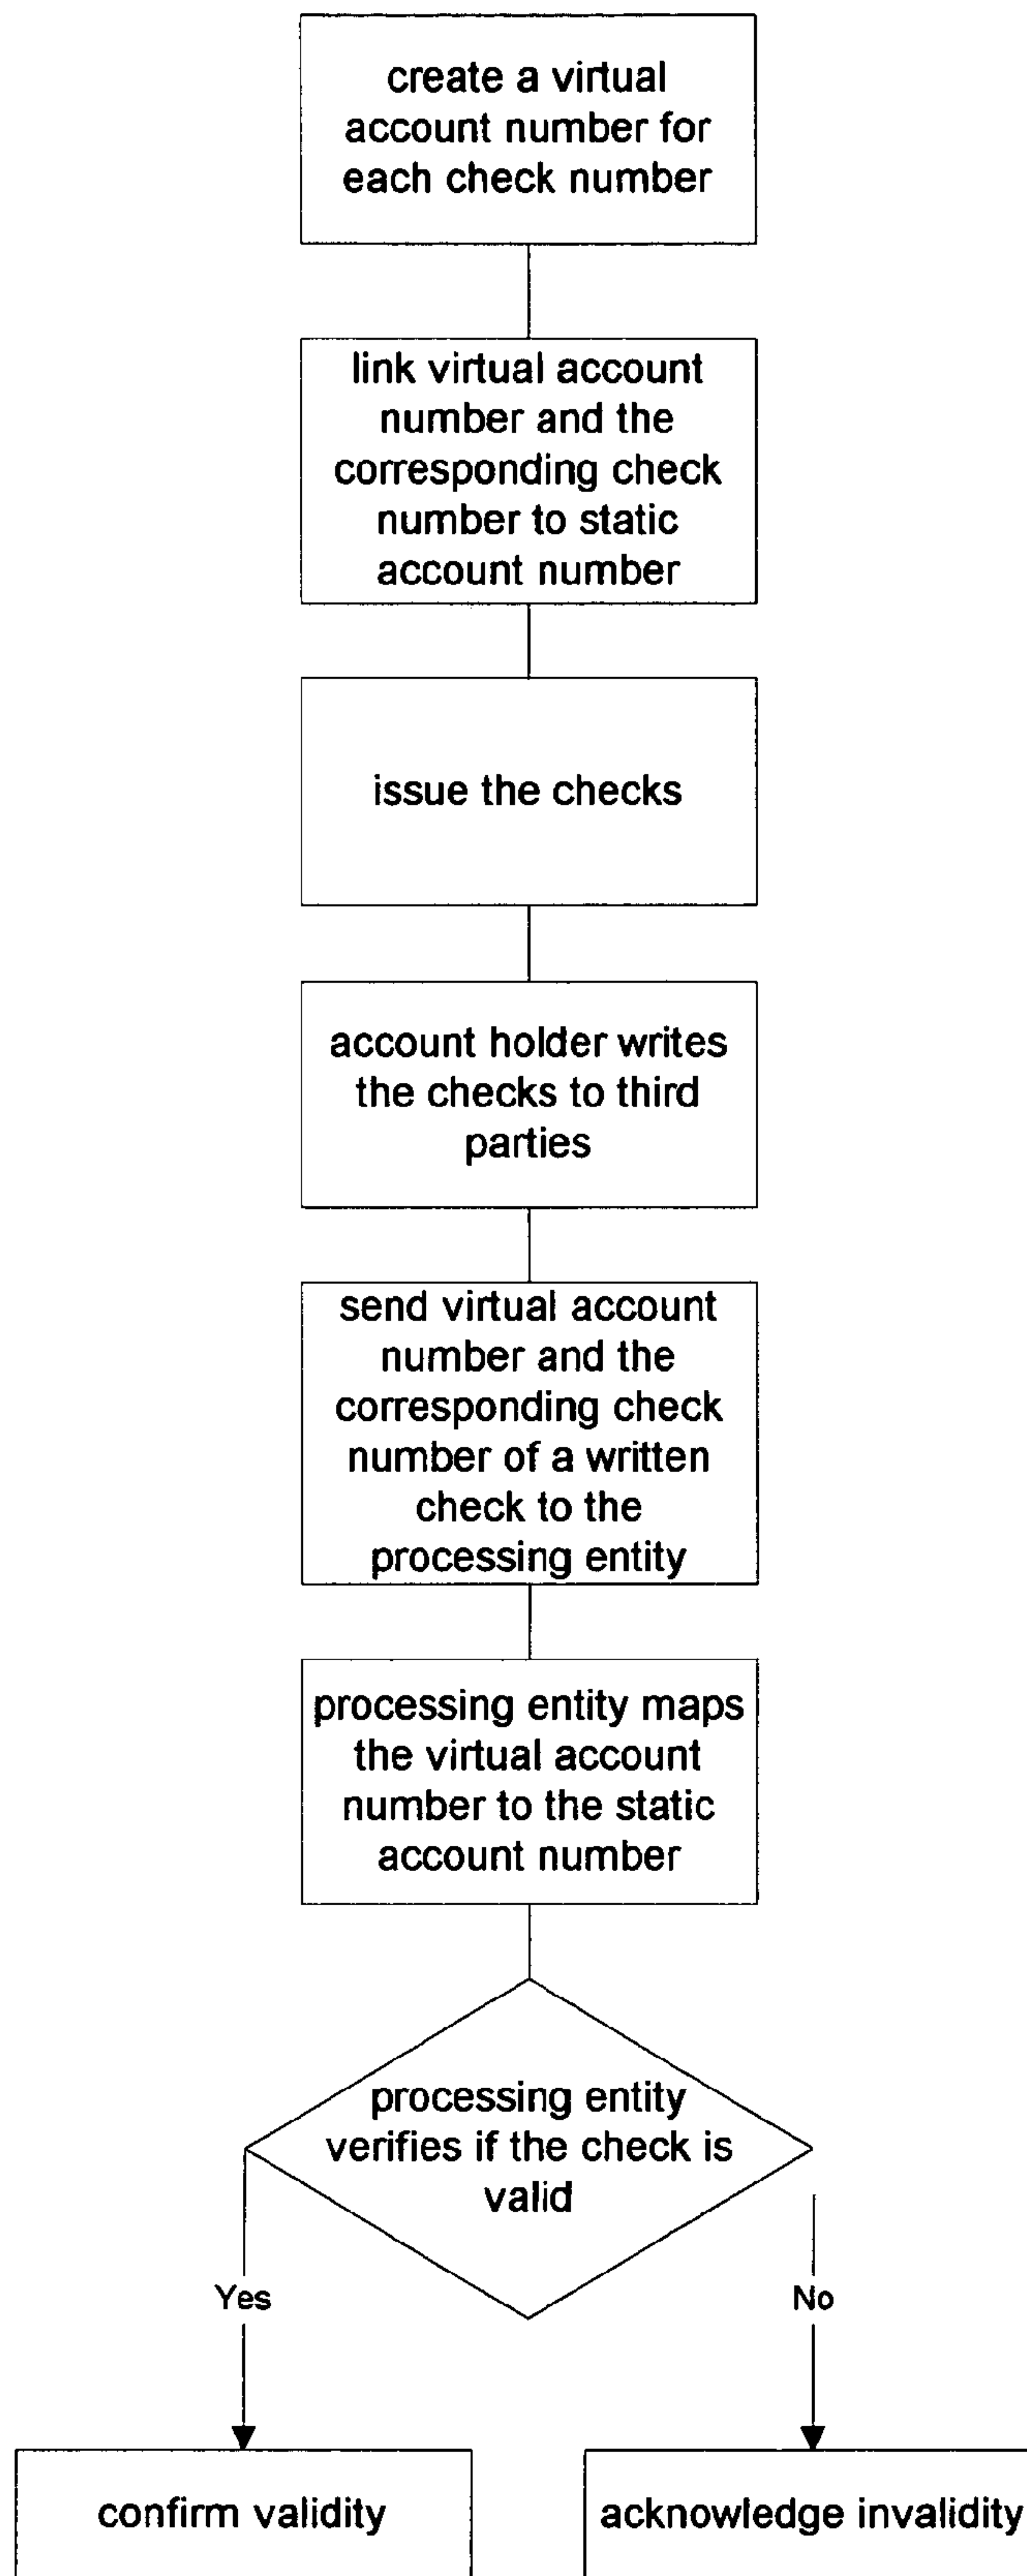 create a virtual
account number for
each check number
link virtual account
number and the
corresponding check
number to static
account number
issue the checks
account holder writes
the checks to third
parties
send virtual account
number and the
corresponding check
number of a written
check to the
processing entity
processing entity maps
the virtual account
number to the static
account number
processing entity
verifies if the check is
valid
Yes
No
confirm validity
acknowledge invalidity